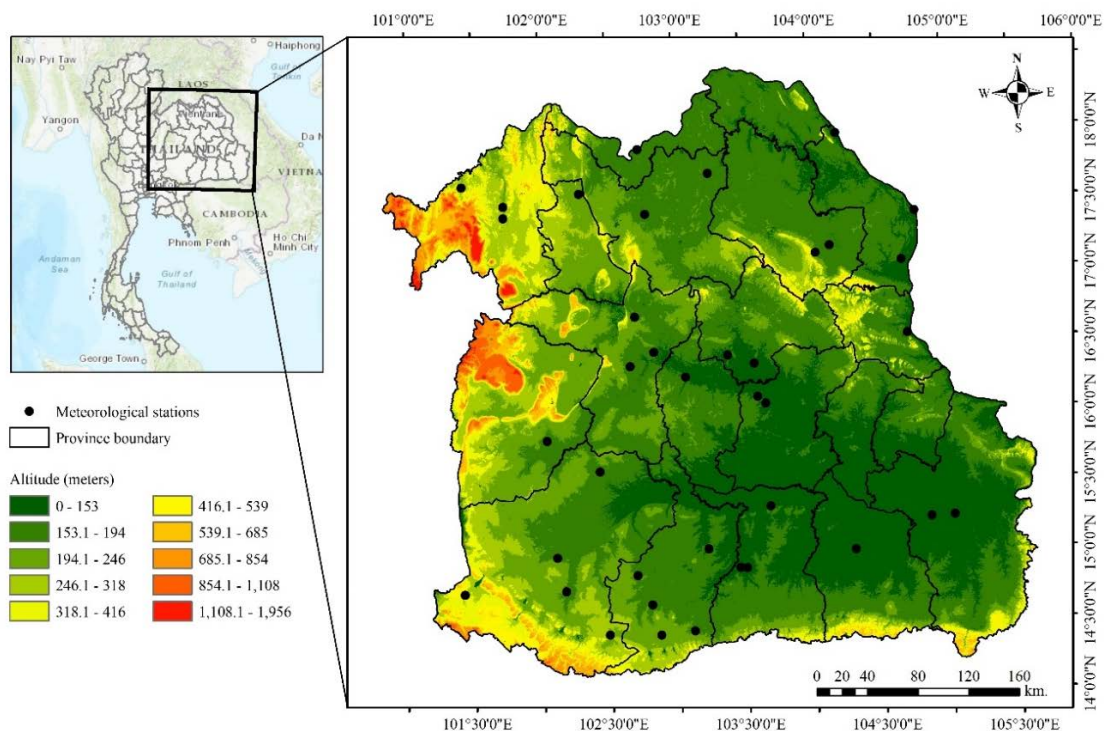 101°0'0"E 102°0'0"E 103°0'0"E 104°0'0"E 105°0'0"E 106°0'0"E
Nay Pyi Taw
Haiphong
Gulf of
Tonkin
LAOS
Vientiane
Yangon
Da N
THAILAND
VIETNA
CAMBODIA
Phnom Penh
Ho Chi
Minh City
Mekong
Andaman
Sea
Gulf of
Thailand
George Town
Meteorological stations
Province boundary
Altitude (meters)
0 - 153
153.1 - 194
194.1 - 246
246.1 - 318
318.1 - 416
416.1 - 539
539.1 - 685
685.1 - 854
854.1 - 1,108
1,108.1 - 1,956
N
W E
S
18°0'0"N
17°30'0"N
17°0'0"N
16°30'0"N
16°0'0"N
15°30'0"N
15°0'0"N
14°30'0"N
14°0'0"N
0 20 40 80 120 160
km.
101°30'0"E 102°30'0"E 103°30'0"E 104°30'0"E 105°30'0"E